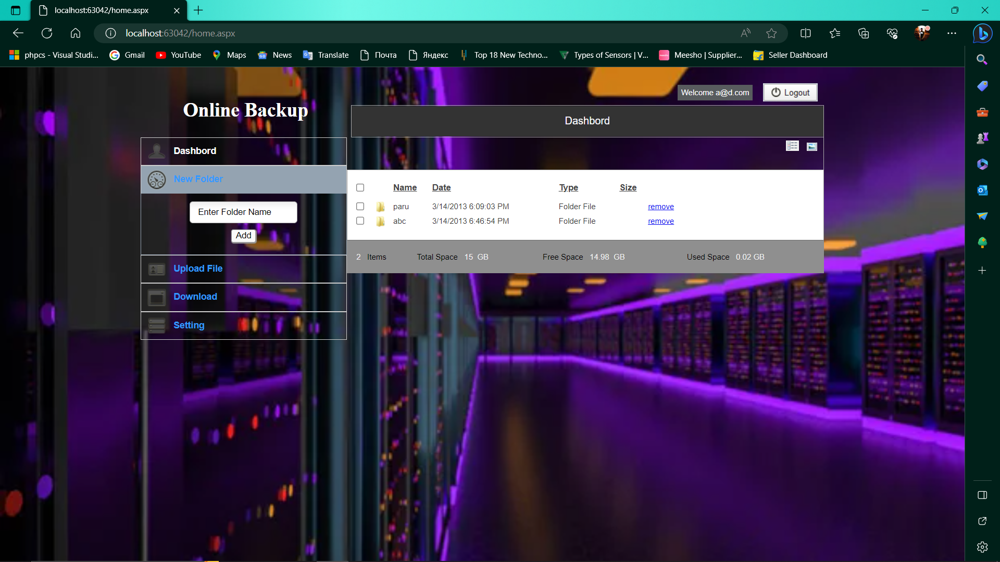 localhost:63042/home.aspx
localhost:63042/home.aspx
phpcs - Visual Studi... Gmail YouTube Maps News Translate Почта Яндекс Top 18 New Techno... Types of Sensors | V... Meesho | Supplier... Seller Dashboard
Welcome a@d.com Logout
Online Backup
Dashbord
Dashbord
New Folder
Enter Folder Name
Add
Upload File
Download
Setting
Name Date Type Size
paru 3/14/2013 6:09:03 PM Folder File remove
abc 3/14/2013 6:46:54 PM Folder File remove
2 Items Total Space 15 GB Free Space 14.98 GB Used Space 0.02 GB